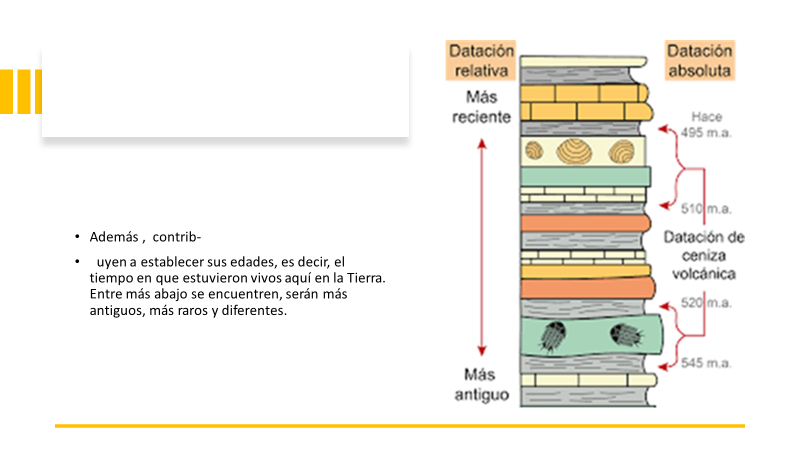 • Además , contrib-
• uyen a establecer sus edades, es decir, el
tiempo en que estuvieron vivos aquí en la Tierra.
Entre más abajo se encuentren, serán más
antiguos, más raros y diferentes.
Datación
relativa
Más
reciente
Más
antiguo
Datación
absoluta
Hace
495 m.a.
510 m.a.
Datación de
ceniza
volcánica
520 m.a.
545 m.a.